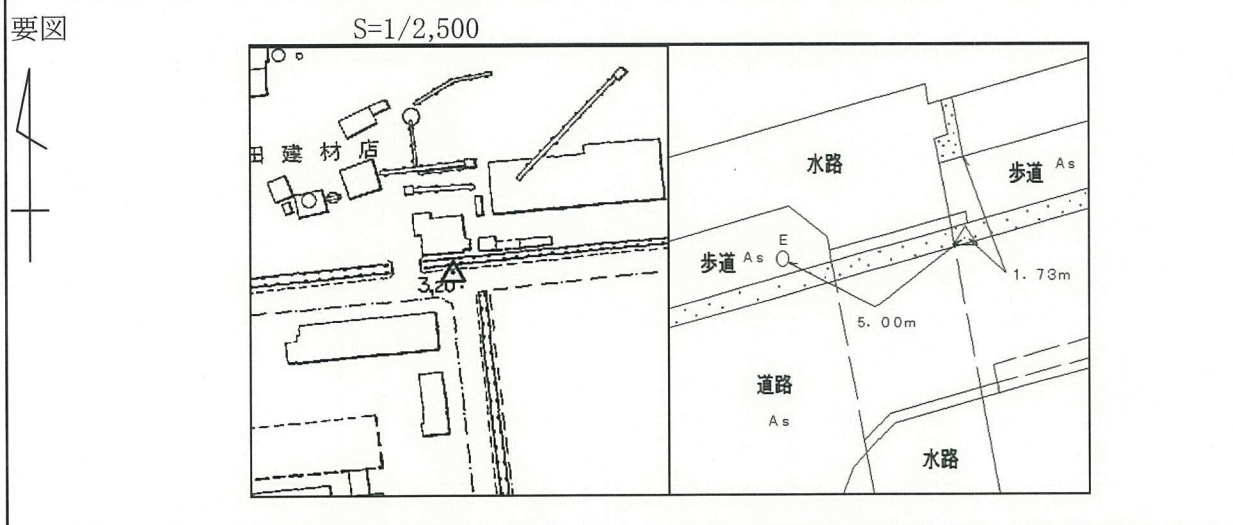 要図
S=1/2,500
田建材店
3.20
水路
歩道 As
歩道 As
E
1.73m
5.00m
道路
As
水路